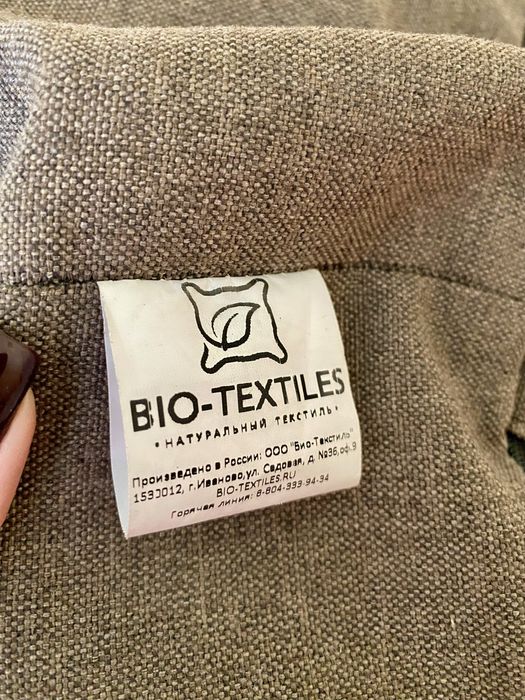 BIO-TEXTILES
• НАТУРАЛЬНЫЙ ТЕКСТИЛЬ •
Произведено в России: ООО "Био-Текстиль"
153D012, г.Иваново,ул. Садовая, д. №36,оф.9
BIO-TEXTILES.RU
Горячая линия: 8-804-333-94-34